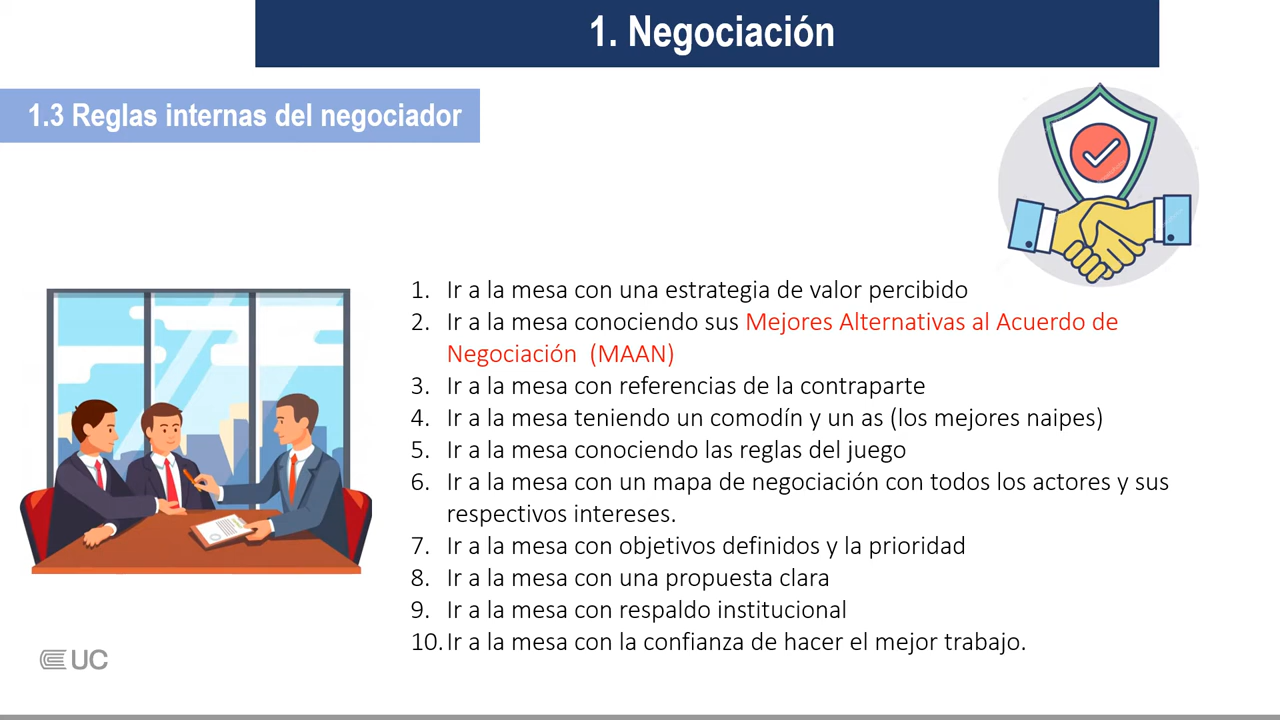 1. Negociación
1.3 Reglas internas del negociador
1. Ir a la mesa con una estrategia de valor percibido
2. Ir a la mesa conociendo sus Mejores Alternativas al Acuerdo de
Negociación (MAAN)
3. Ir a la mesa con referencias de la contraparte
4. Ir a la mesa teniendo un comodín y un as (los mejores naipes)
5. Ir a la mesa conociendo las reglas del juego
6. Ir a la mesa con un mapa de negociación con todos los actores y sus
respectivos intereses.
7. Ir a la mesa con objetivos definidos y la prioridad
8. Ir a la mesa con una propuesta clara
9. Ir a la mesa con respaldo institucional
10. Ir a la mesa con la confianza de hacer el mejor trabajo.
UC